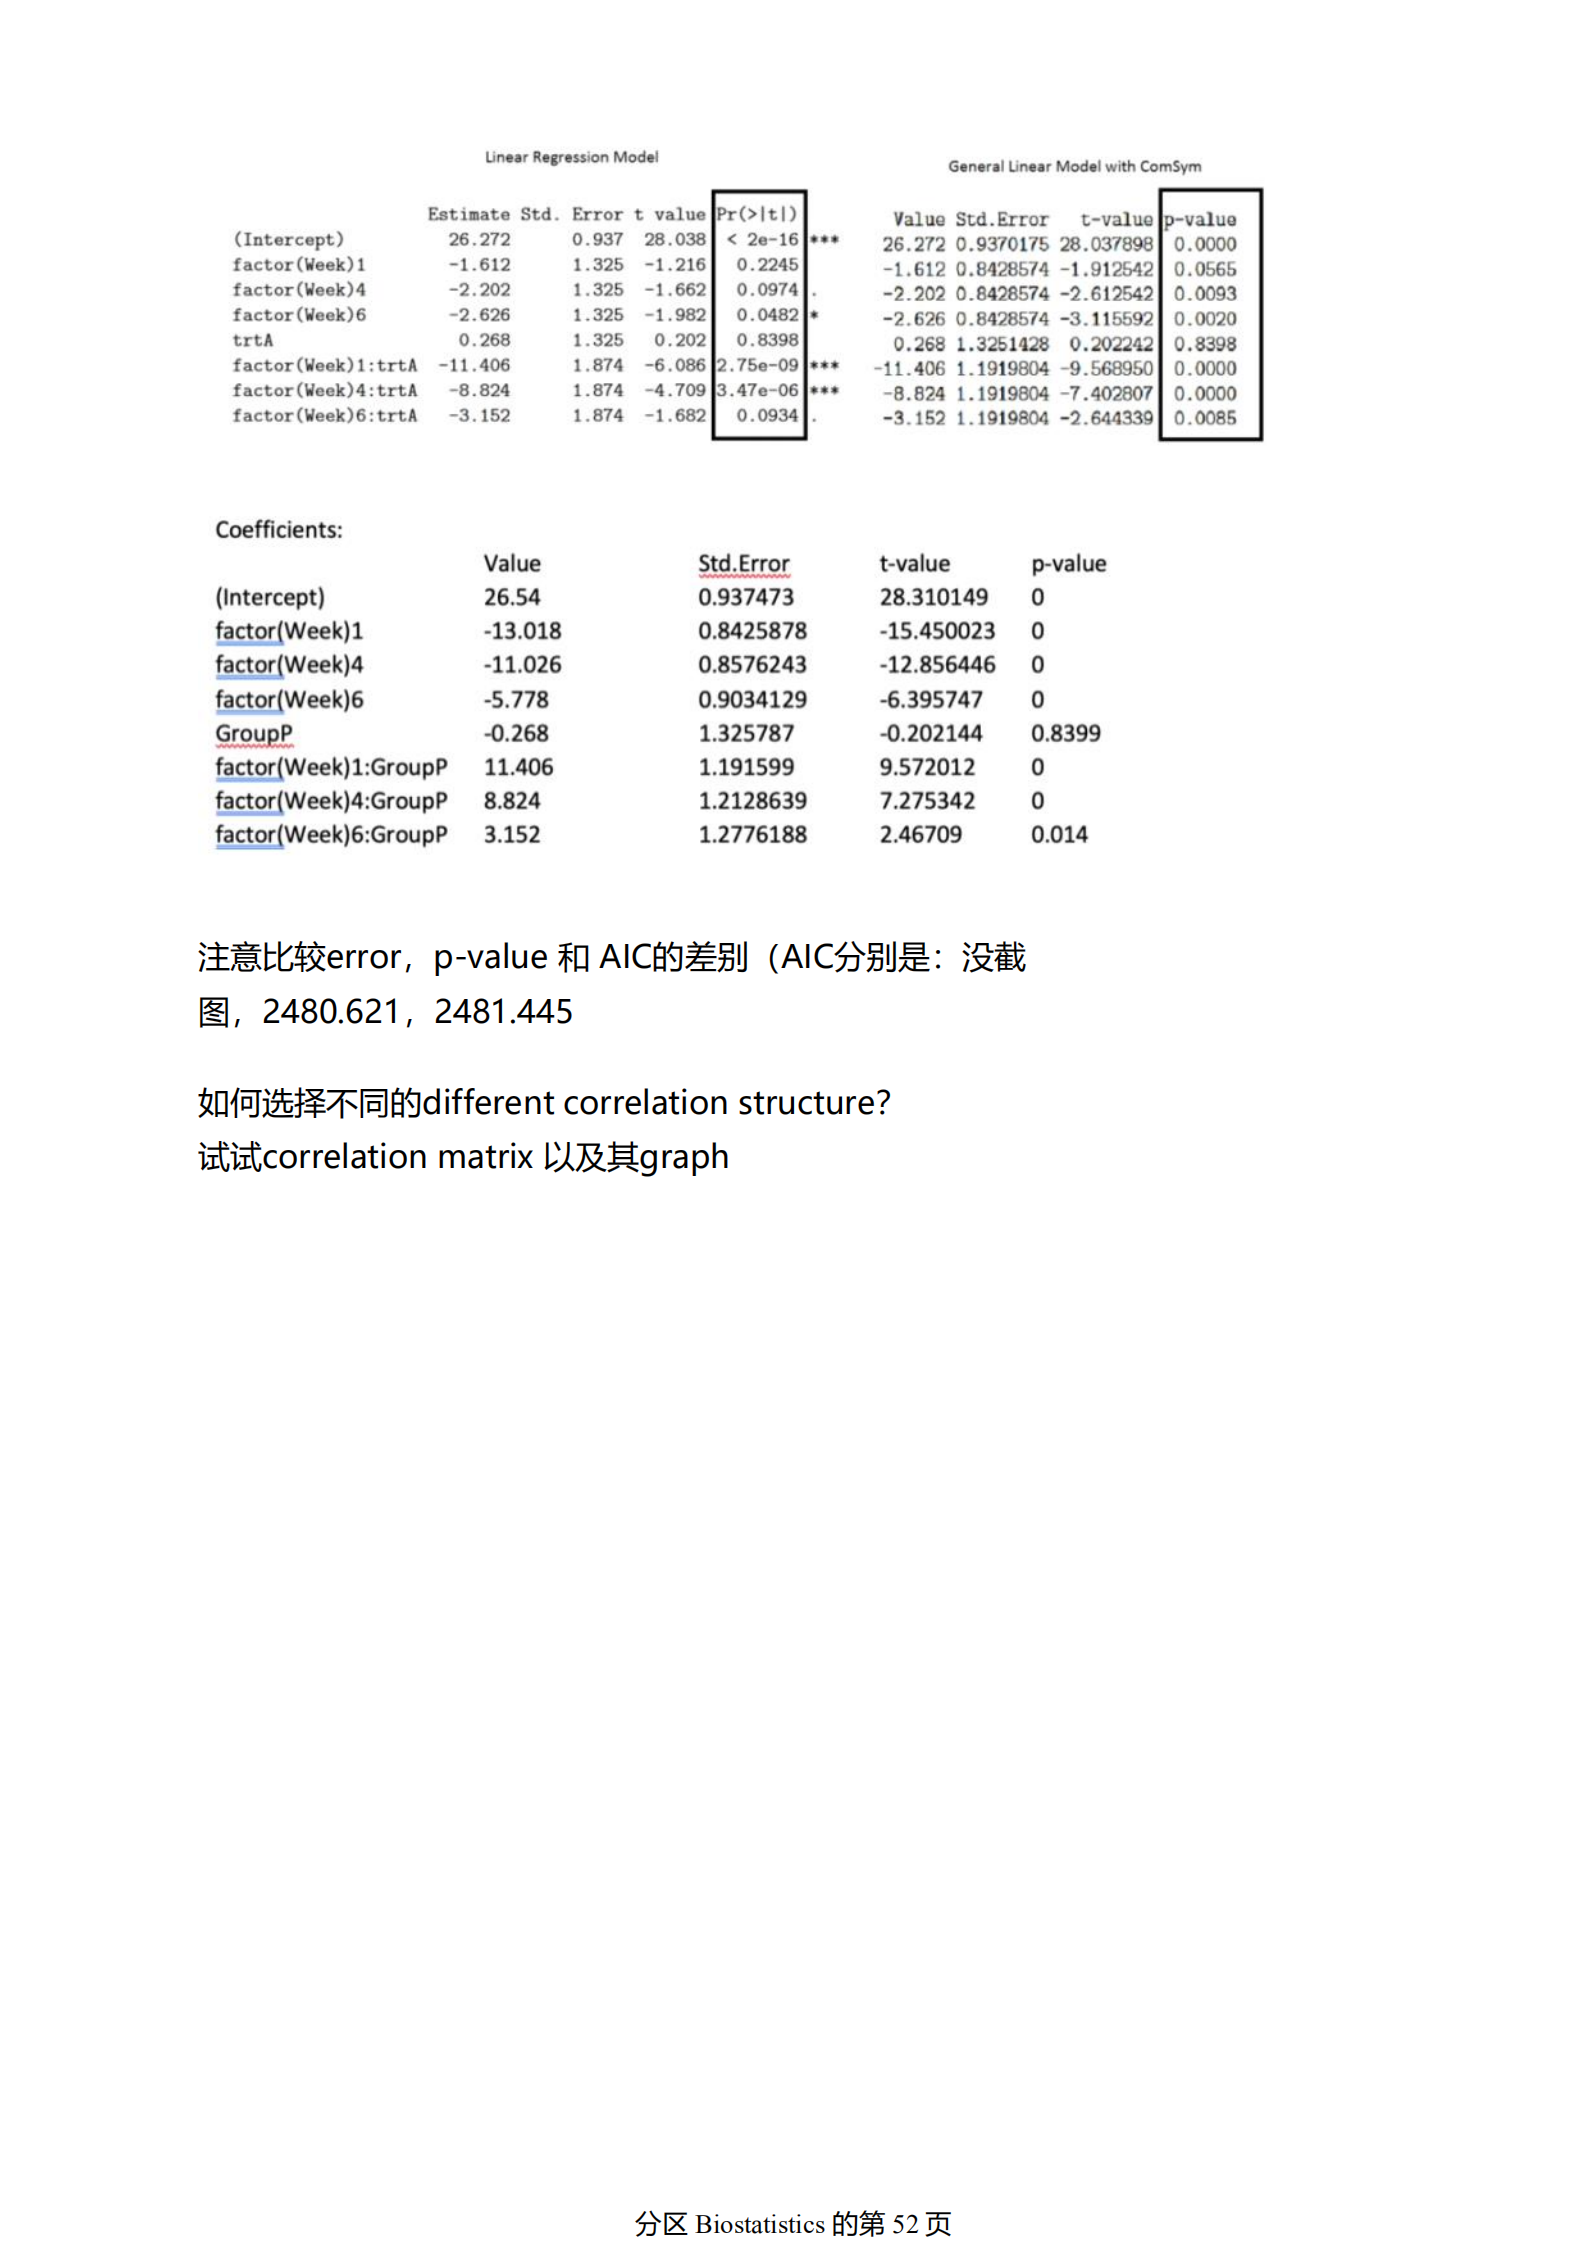 Linear Regression Model
General Linear Model with ComSym
Estimate Std. Error t value Pr(>|t|)
(Intercept) 26.272 0.937 28.038 < 2e-16 ***
factor(Week)1 -1.612 1.325 -1.216 0.2245
factor(Week)4 -2.202 1.325 -1.662 0.0974 .
factor(Week)6 -2.626 1.325 -1.982 0.0482 *
trtA 0.268 1.325 0.202 0.8398
factor(Week)1:trtA -11.406 1.874 -6.086 2.75e-09 ***
factor(Week)4:trtA -8.824 1.874 -4.709 3.47e-06 ***
factor(Week)6:trtA -3.152 1.874 -1.682 0.0934 .
Value Std.Error t-value p-value
26.272 0.9370175 28.037898 0.0000
-1.612 0.8428574 -1.912542 0.0565
-2.202 0.8428574 -2.612542 0.0093
-2.626 0.8428574 -3.115592 0.0020
0.268 1.3251428 0.202242 0.8398
-11.406 1.1919804 -9.568950 0.0000
-8.824 1.1919804 -7.402807 0.0000
-3.152 1.1919804 -2.644339 0.0085
Coefficients:
Value Std.Error t-value p-value
(Intercept) 26.54 0.937473 28.310149 0
factor(Week)1 -13.018 0.8425878 -15.450023 0
factor(Week)4 -11.026 0.8576243 -12.856446 0
factor(Week)6 -5.778 0.9034129 -6.395747 0
GroupP -0.268 1.325787 -0.202144 0.8399
factor(Week)1:GroupP 11.406 1.191599 9.572012 0
factor(Week)4:GroupP 8.824 1.2128639 7.275342 0
factor(Week)6:GroupP 3.152 1.2776188 2.46709 0.014
注意比较error，p-value 和 AIC的差别（AIC分别是：没截
图，2480.621，2481.445
如何选择不同的different correlation structure?
试试correlation matrix 以及其graph
分区 Biostatistics 的第 52 页